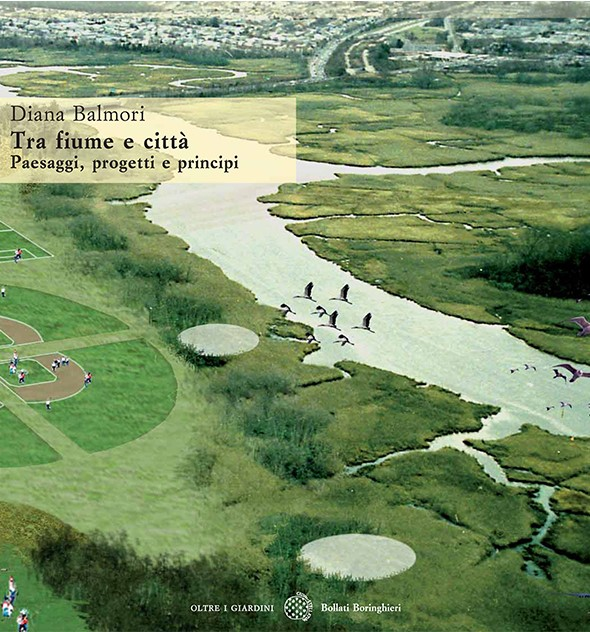 Diana Balmori
Tra fiume e città
Paesaggi, progetti e principi
OLTRE I GIARDINI Bollati Boringhieri